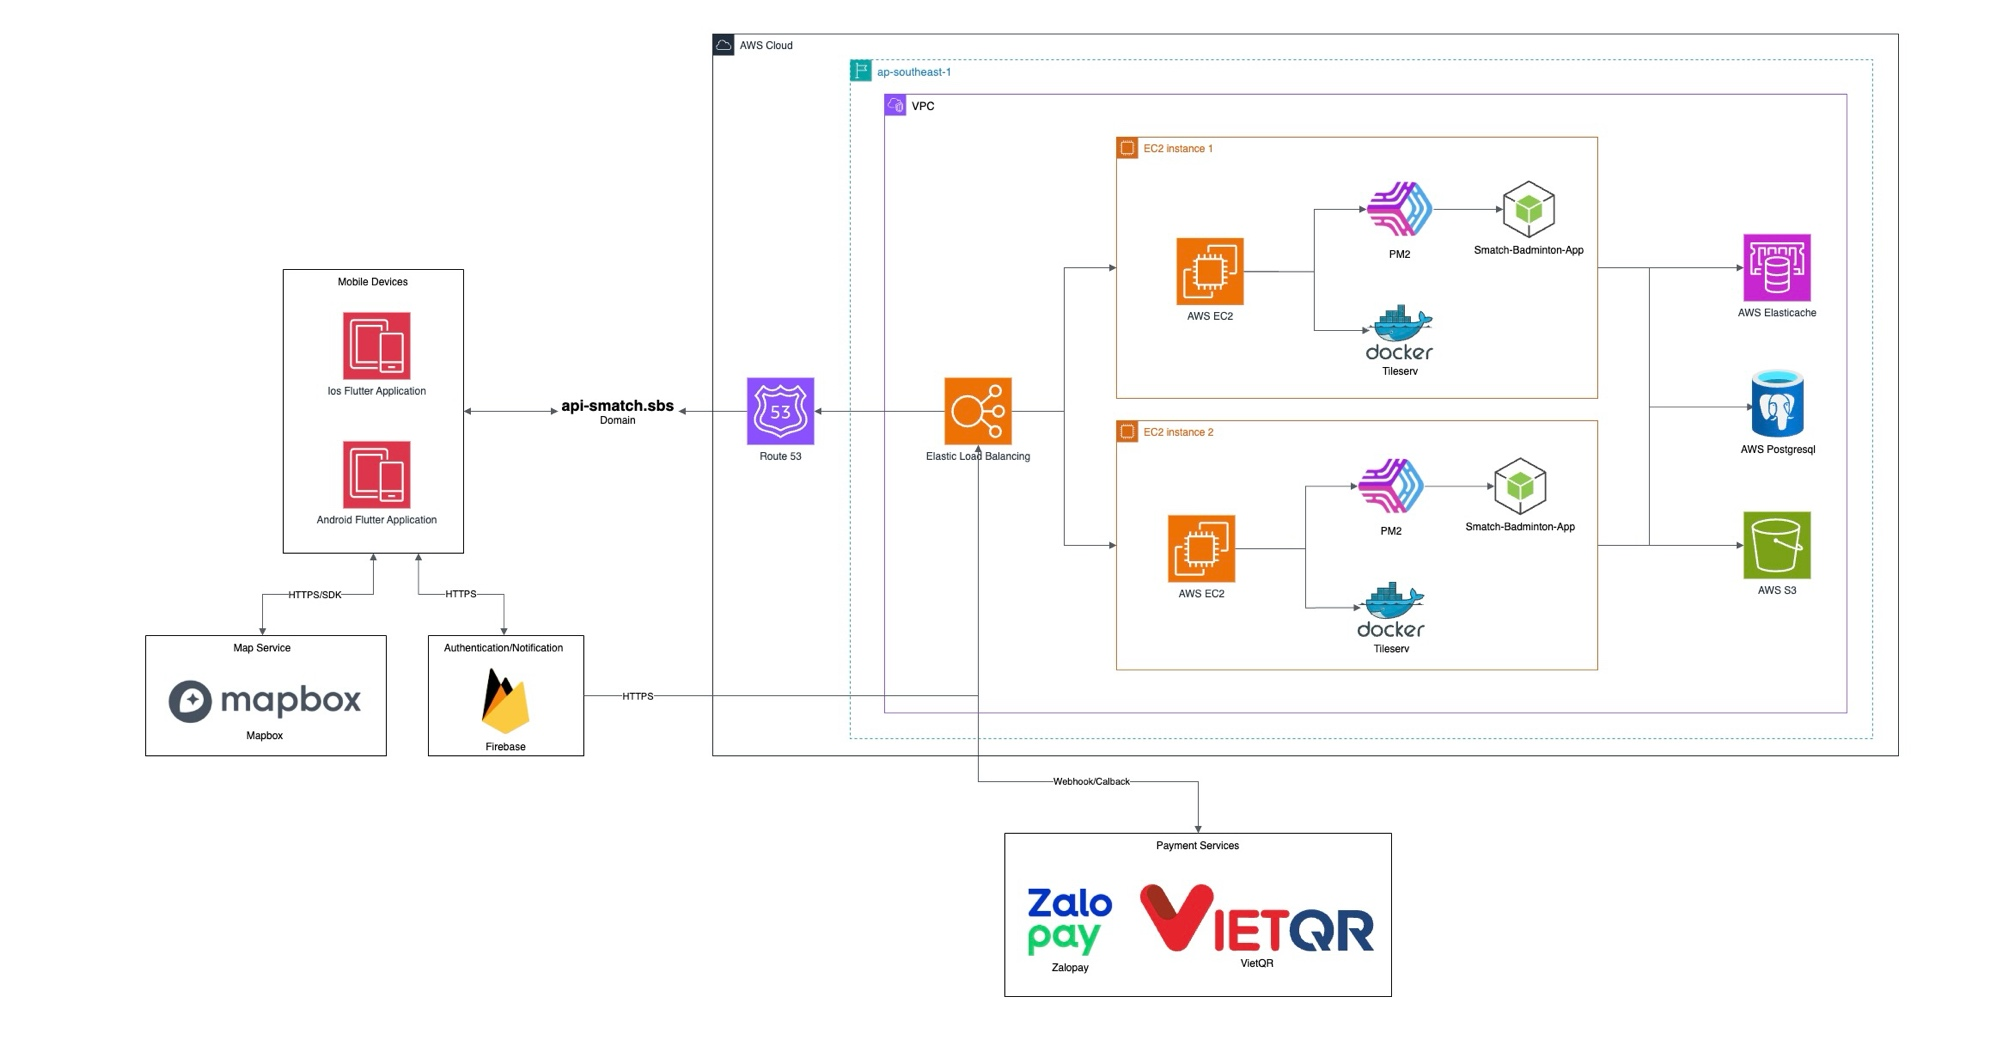 AWS Cloud
ap-southeast-1
VPC
EC2 instance 1
PM2
Smatch-Badminton-App
AWS EC2
docker
Tileserv
AWS Elasticache
AWS Postgresql
AWS S3
EC2 instance 2
PM2
Smatch-Badminton-App
AWS EC2
docker
Tileserv
Mobile Devices
Ios Flutter Application
Android Flutter Application
api-smatch.sbs
Domain
53
Route 53
Elastic Load Balancing
HTTPS/SDK
HTTPS
Map Service
mapbox
Mapbox
Authentication/Notification
Firebase
HTTPS
Webhook/Calback
Payment Services
Zalo
pay
Zalopay
VIETQR
VietQR